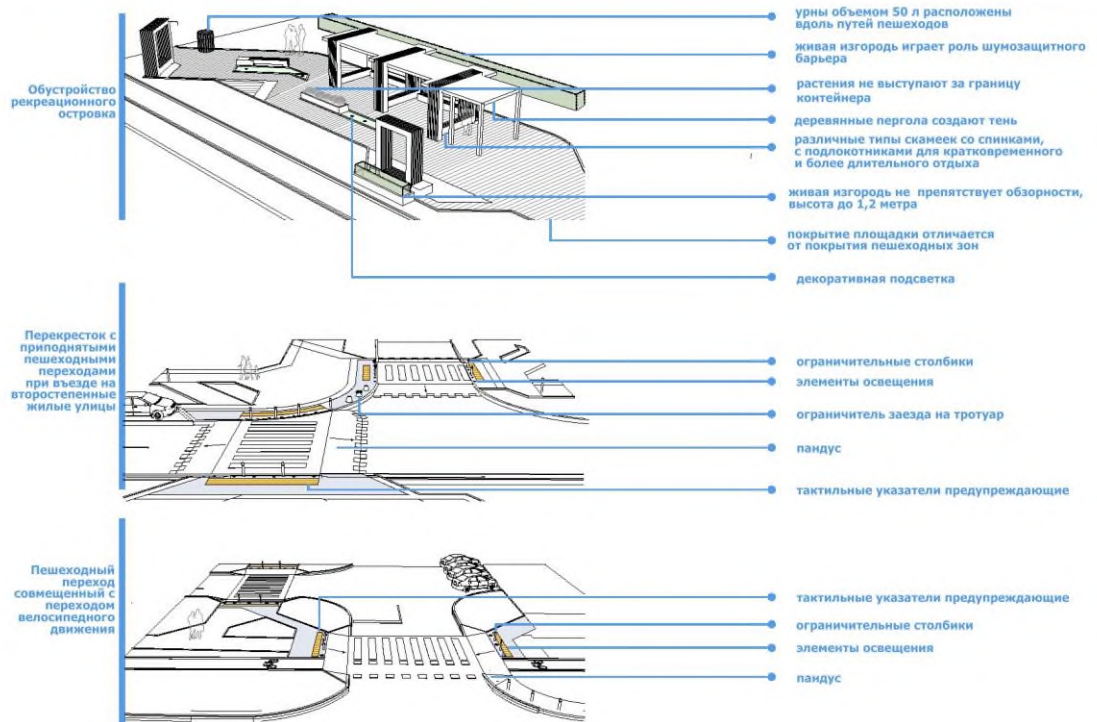 Обустройство
рекреационного
островка
урны объемом 50 л расположены
вдоль путей пешеходов
живая изгородь играет роль шумозащитного
барьера
растения не выступают за границу
контейнера
деревянные пергола создают тень
различные типы скамеек со спинками,
с подлокотниками для кратковременного
и более длительного отдыха
живая изгородь не препятствует обзорности,
высота до 1,2 метра
покрытие площадки отличается
от покрытия пешеходных зон
декоративная подсветка
Перекресток с
приподнятыми
пешеходными
переходами
при въезде на
второстепенные
жилые улицы
ограничительные столбики
элементы освещения
ограничитель заезда на тротуар
пандус
тактильные указатели предупреждающие
Пешеходный
переход
совмещенный с
переходом
велосипедного
движения
тактильные указатели предупреждающие
ограничительные столбики
элементы освещения
пандус